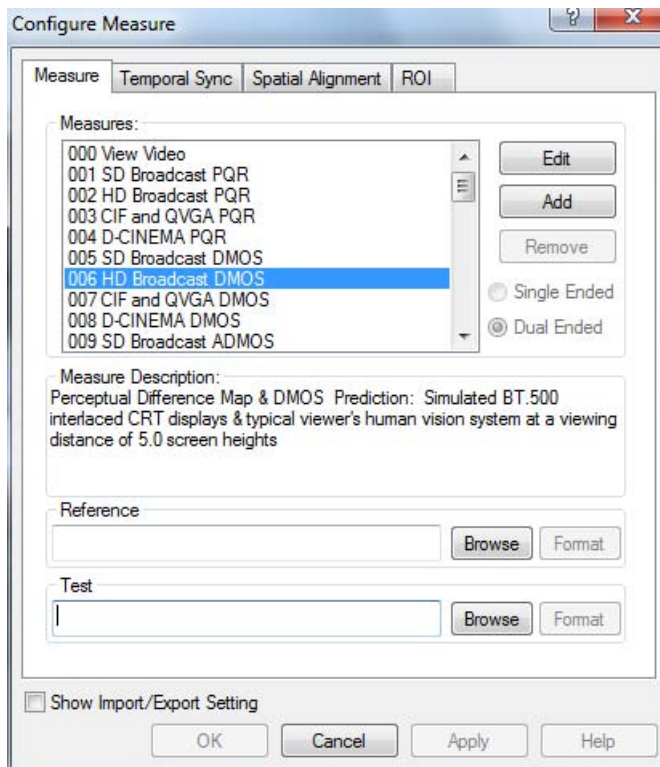 Configure Measure
?
X
Measure
Temporal Sync
Spatial Alignment
ROI
Measures:
000 View Video
001 SD Broadcast PQR
002 HD Broadcast PQR
003 CIF and QVGA PQR
004 D-CINEMA PQR
005 SD Broadcast DMOS
006 HD Broadcast DMOS
007 CIF and QVGA DMOS
008 D-CINEMA DMOS
009 SD Broadcast ADMOS
Edit
Add
Remove
Single Ended
Dual Ended
Measure Description:
Perceptual Difference Map & DMOS Prediction: Simulated BT.500
interlaced CRT displays & typical viewer's human vision system at a viewing
distance of 5.0 screen heights
Reference
Browse
Format
Test
Browse
Format
Show Import/Export Setting
OK
Cancel
Apply
Help